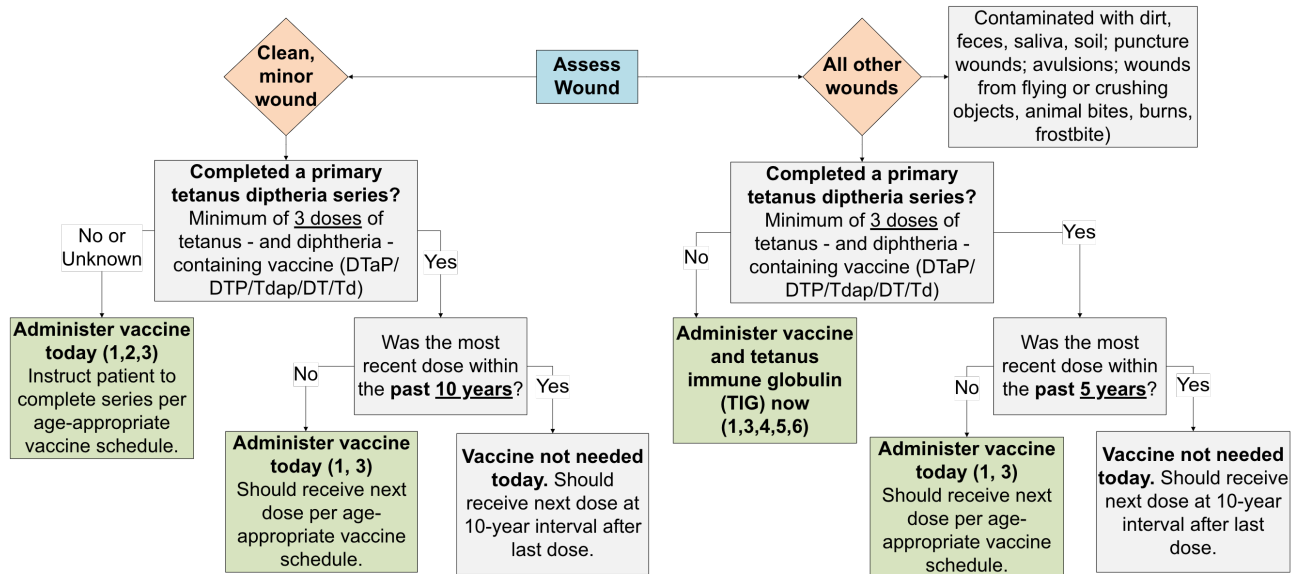 Clean,
minor
wound
Assess
Wound
All other
wounds
Contaminated with dirt,
feces, saliva, soil; puncture
wounds; avulsions; wounds
from flying or crushing
objects, animal bites, burns,
frostbite)
Completed a primary
tetanus diptheria series?
Minimum of 3 doses of
tetanus - and diphtheria -
containing vaccine (DTaP/
DTP/Tdap/DT/Td)
No or
Unknown
Yes
Administer vaccine
today (1,2,3)
Instruct patient to
complete series per
age-appropriate
vaccine schedule.
Was the most
recent dose within
the past 10 years?
No
Yes
Administer vaccine
today (1, 3)
Should receive next
dose per age-
appropriate vaccine
schedule.
Vaccine not needed
today. Should
receive next dose at
10-year interval after
last dose.
Completed a primary
tetanus diptheria series?
Minimum of 3 doses of
tetanus - and diphtheria -
containing vaccine (DTaP/
DTP/Tdap/DT/Td)
No
Yes
Administer vaccine
and tetanus
immune globulin
(TIG) now
(1,3,4,5,6)
Was the most
recent dose within
the past 5 years?
No
Yes
Administer vaccine
today (1, 3)
Should receive next
dose per age-
appropriate vaccine
schedule.
Vaccine not needed
today. Should receive
next dose at 10-year
interval after last
dose.